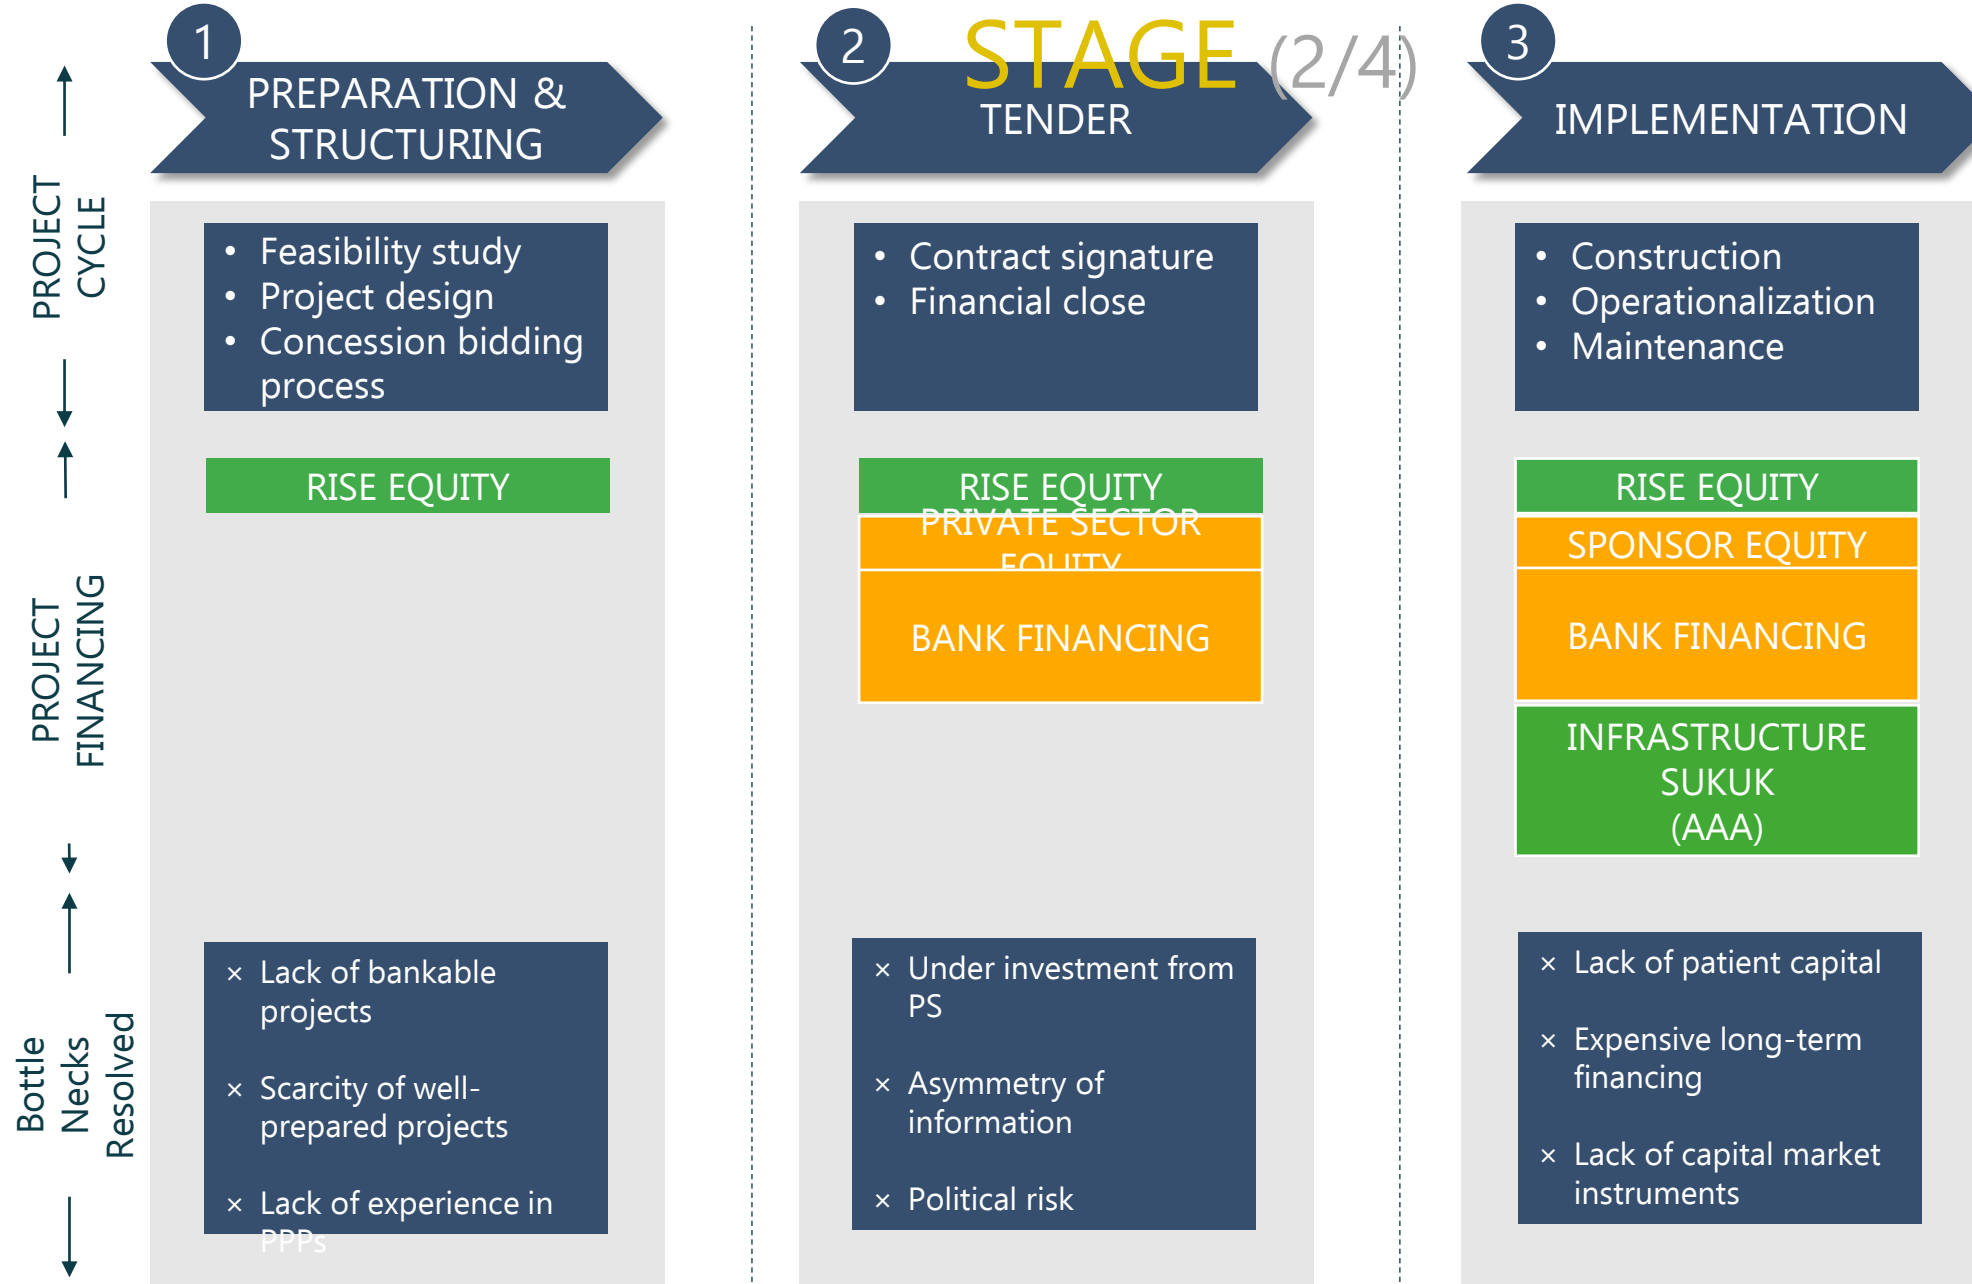 STAGE (2/4)
1
PREPARATION &
STRUCTURING
2
TENDER
3
IMPLEMENTATION
PROJECT
CYCLE
• Feasibility study
• Project design
• Concession bidding
process
• Contract signature
• Financial close
• Construction
• Operationalization
• Maintenance
PROJECT
FINANCING
RISE EQUITY
RISE EQUITY
PRIVATE SECTOR
EQUITY
BANK FINANCING
RISE EQUITY
SPONSOR EQUITY
BANK FINANCING
INFRASTRUCTURE
SUKUK
(AAA)
Bottle
Necks
Resolved
× Lack of bankable
projects
× Scarcity of well-
prepared projects
× Lack of experience in
PPPs
× Under investment from
PS
× Asymmetry of
information
× Political risk
× Lack of patient capital
× Expensive long-term
financing
× Lack of capital market
instruments